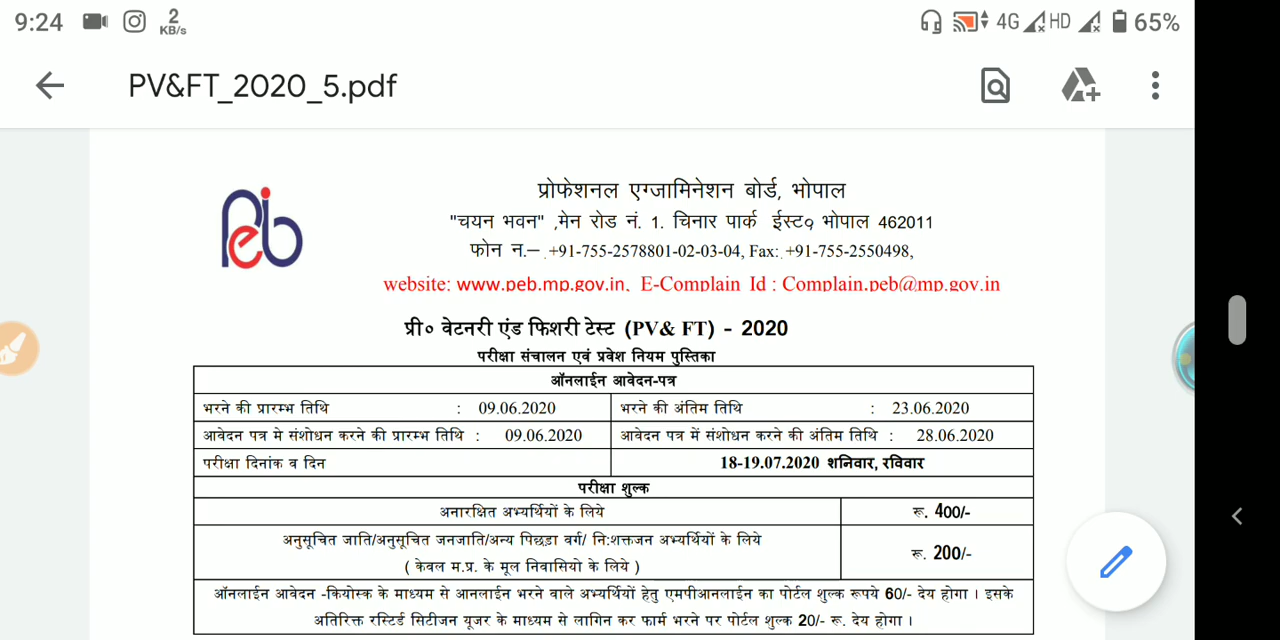 9:24 2 KB/s 4G HD 65%
PV&FT_2020_5.pdf
Peb
प्रोफेशनल एग्जामिनेशन बोर्ड, भोपाल
"चयन भवन" ,मेन रोड नं. 1. चिनार पार्क ईस्ट० भोपाल 462011
फोन न.– . +91-755-2578801-02-03-04, Fax: . +91-755-2550498,
website: www.peb.mp.gov.in, E-Complain Id : Complain.peb@mp.gov.in
प्री० वेटनरी एंड फिशरी टेस्ट (PV& FT) - 2020
परीक्षा संचालन एवं प्रवेश नियम पुस्तिका
ऑनलाईन आवेदन-पत्र
भरने की प्रारम्भ तिथि : 09.06.2020 भरने की अंतिम तिथि : 23.06.2020
आवेदन पत्र मे संशोधन करने की प्रारम्भ तिथि : 09.06.2020 आवेदन पत्र में संशोधन करने की अंतिम तिथि : 28.06.2020
परीक्षा दिनांक व दिन 18-19.07.2020 शनिवार, रविवार
परीक्षा शुल्क
अनारक्षित अभ्यर्थियों के लिये रू. 400/-
अनुसूचित जाति/अनुसूचित जनजाति/अन्य पिछड़ा वर्ग/ नि:शक्तजन अभ्यर्थियों के लिये रू. 200/-
( केवल म.प्र. के मूल निवासियो के लिये )
ऑनलाईन आवेदन -कियोस्क के माध्यम से आनलाईन भरने वाले अभ्यर्थियों हेतु एमपीआनलाईन का पोर्टल शुल्क रूपये 60/- देय होगा । इसके
अतिरिक्त रस्टिर्ड सिटीजन यूजर के माध्यम से लागिन कर फार्म भरने पर पोर्टल शुल्क 20/- रू. देय होगा ।